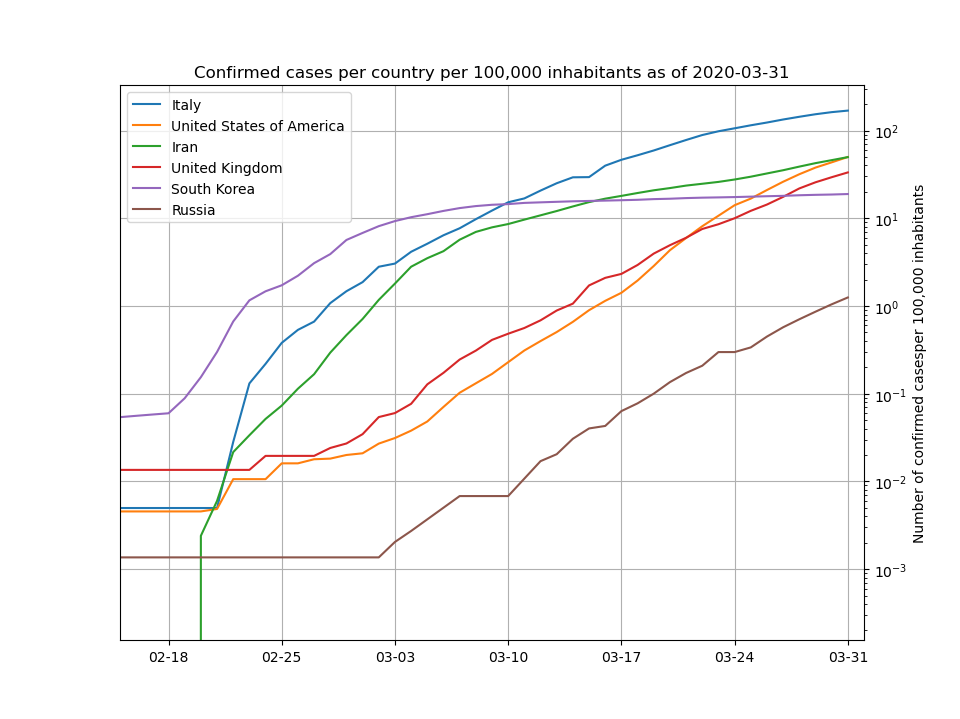 Confirmed cases per country per 100,000 inhabitants as of 2020-03-31
Italy
United States of America
Iran
United Kingdom
South Korea
Russia
10²
10¹
10⁰
10⁻¹
10⁻²
10⁻³
Number of confirmed casesper 100,000 inhabitants
02-18 02-25 03-03 03-10 03-17 03-24 03-31